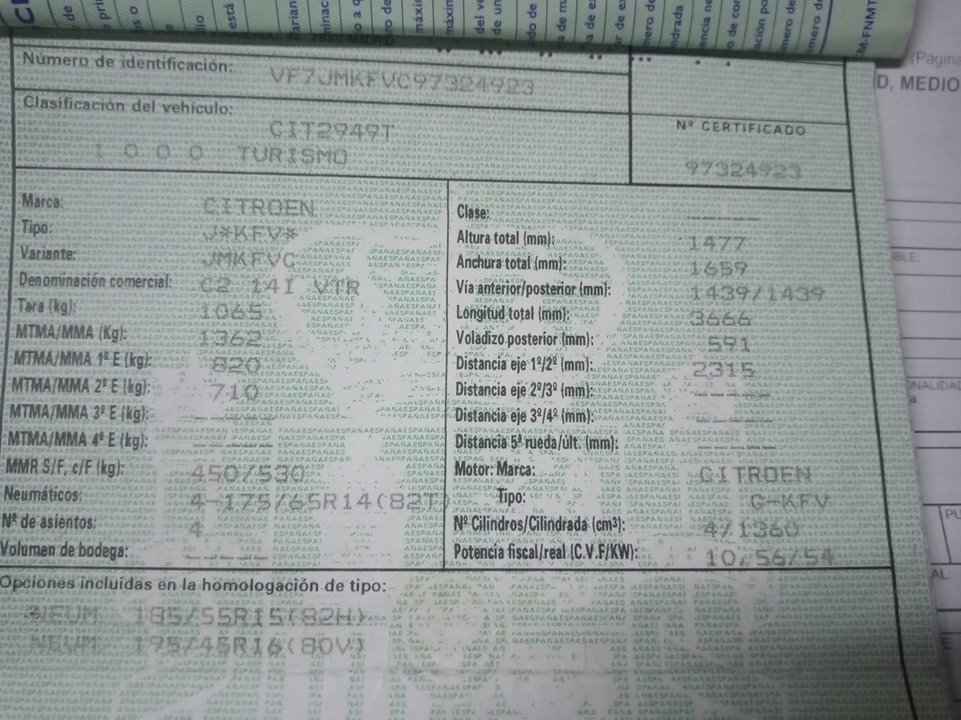 Número de identificación: VF7JMKFVC97324923
Clasificación del vehículo:
CIT2949T
1 0 0 0 TURISMO
Nº CERTIFICADO
97324923
Marca: CITROEN
Tipo: J*KFV*
Variante: JMKFVC
Denominación comercial: C2 14I VTR
Tara (kg): 1065
MTMA/MMA (Kg): 1362
MTMA/MMA 1º E (kg): 820
MTMA/MMA 2º E (kg): 710
MTMA/MMA 3º E (kg): ———
MTMA/MMA 4º E (kg): ———
MMR S/F, c/F (kg): 450/530
Neumáticos: 4-175/65R14(82T)
Nº de asientos: 4
Volumen de bodega: ———
Clase: ———
Altura total (mm): 1477
Anchura total (mm): 1659
Vía anterior/posterior (mm): 1439/1439
Longitud total (mm): 3666
Voladizo posterior (mm): 591
Distancia eje 1º/2º (mm): 2315
Distancia eje 2º/3º (mm): ———
Distancia eje 3º/4º (mm): ———
Distancia 5ª rueda/últ. (mm): ———
Motor: Marca: CITROEN
Tipo: G-KFV
Nº Cilindros/Cilindrada (cm³): 4/1360
Potencia fiscal/real (C.V.F/KW): 10,56/54
Opciones incluidas en la homologación de tipo:
NEUM 185/55R15(82H)
NEUM 195/45R16(80V)
(Página
D. MEDIO